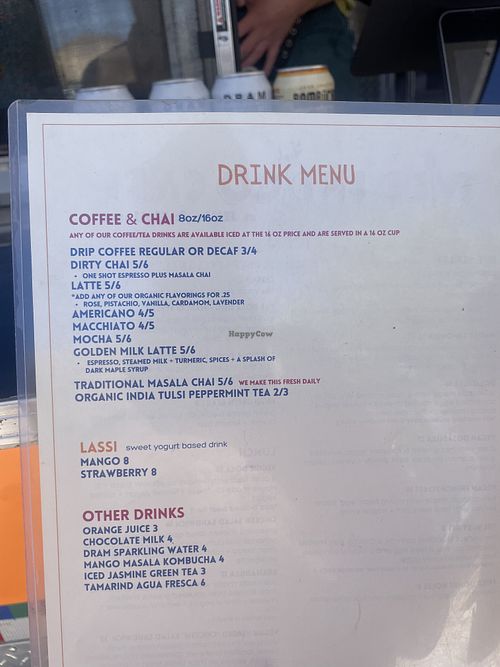 DRAM
BAMBUCH
DRINK MENU
COFFEE & CHAI 8oz/16oz
ANY OF OUR COFFEE/TEA DRINKS ARE AVAILABLE ICED AT THE 16 OZ PRICE AND ARE SERVED IN A 16 OZ CUP
DRIP COFFEE REGULAR OR DECAF 3/4
DIRTY CHAI 5/6
• ONE SHOT ESPRESSO PLUS MASALA CHAI
LATTE 5/6
*ADD ANY OF OUR ORGANIC FLAVORINGS FOR .25
• ROSE, PISTACHIO, VANILLA, CARDAMOM, LAVENDER
AMERICANO 4/5
MACCHIATO 4/5
MOCHA 5/6
HappyCow
GOLDEN MILK LATTE 5/6
• ESPRESSO, STEAMED MILK + TURMERIC, SPICES + A SPLASH OF
DARK MAPLE SYRUP
TRADITIONAL MASALA CHAI 5/6 WE MAKE THIS FRESH DAILY
ORGANIC INDIA TULSI PEPPERMINT TEA 2/3
LASSI sweet yogurt based drink
MANGO 8
STRAWBERRY 8
OTHER DRINKS
ORANGE JUICE 3
CHOCOLATE MILK 4
DRAM SPARKLING WATER 4
MANGO MASALA KOMBUCHA 4
ICED JASMINE GREEN TEA 3
TAMARIND AGUA FRESCA 6